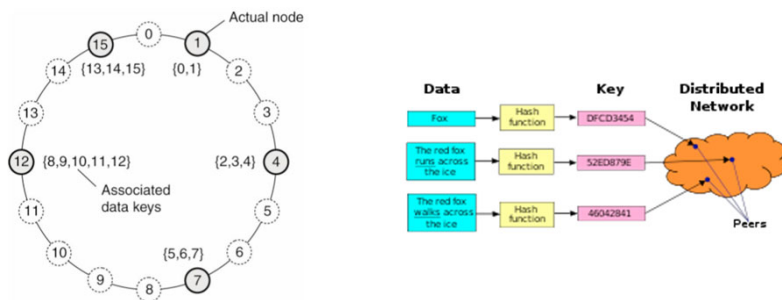 Actual node
15
0
1
{13,14,15}
{0,1}
14
2
13
3
12
{8,9,10,11,12}
{2,3,4}
4
Associated
data keys
11
5
10
{5,6,7}
6
9
8
7
Data
Key
Distributed
Network
Fox
Hash
function
DFCD3454
The red fox
runs across
the ice
Hash
function
52ED879E
The red fox
walks across
the ice
Hash
function
46042841
Peers